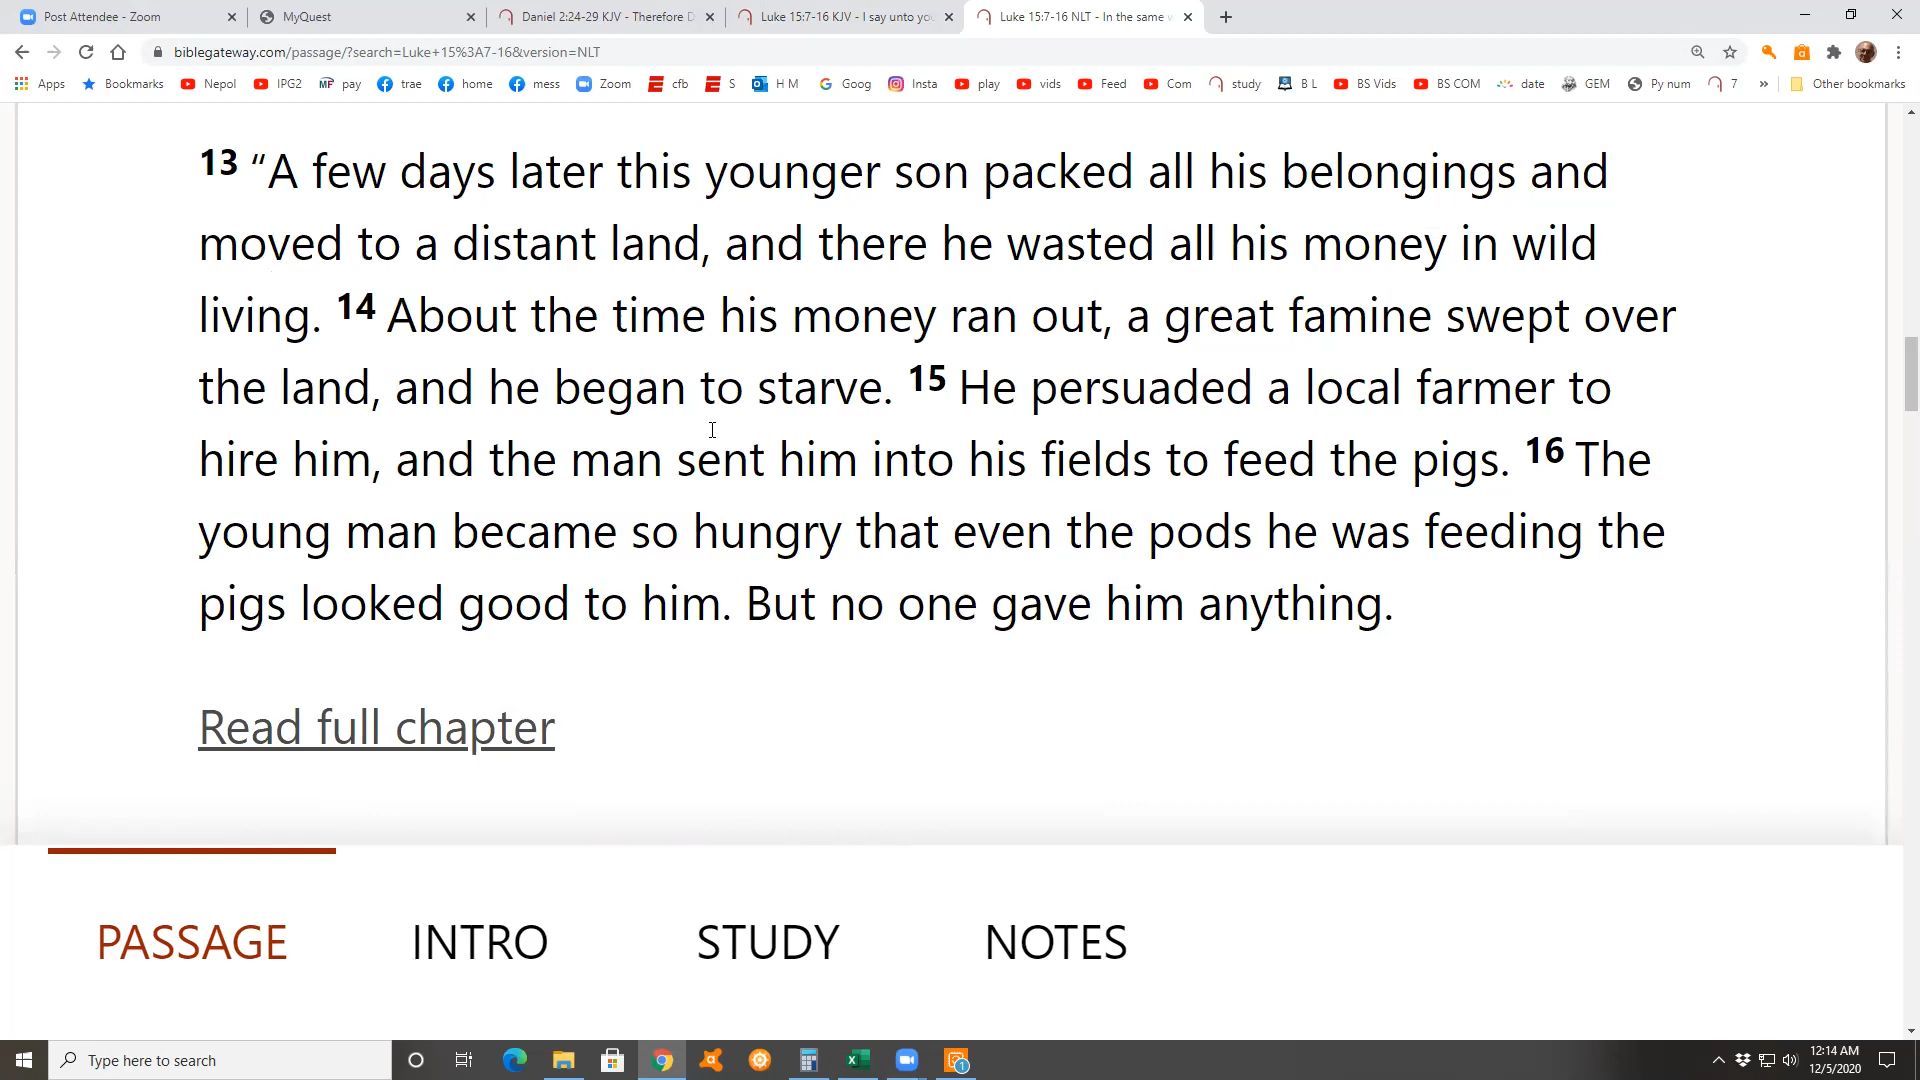 Post Attendee - Zoom
MyQuest
Daniel 2:24-29 KJV - Therefore D
Luke 15:7-16 KJV - I say unto yo
Luke 15:7-16 NLT - In the same w
biblegateway.com/passage/?search=Luke+15%3A7-16&version=NLT
Apps Bookmarks Nepol IPG2 pay trae home mess Zoom cfb S H M Goog Insta play vids Feed Com study B L BS Vids BS COM date GEM Py num 7 » Other bookmarks
13 “A few days later this younger son packed all his belongings and
moved to a distant land, and there he wasted all his money in wild
living. 14 About the time his money ran out, a great famine swept over
the land, and he began to starve. 15 He persuaded a local farmer to
hire him, and the man sent him into his fields to feed the pigs. 16 The
young man became so hungry that even the pods he was feeding the
pigs looked good to him. But no one gave him anything.
Read full chapter
PASSAGE INTRO STUDY NOTES
Type here to search
12:14 AM
12/5/2020